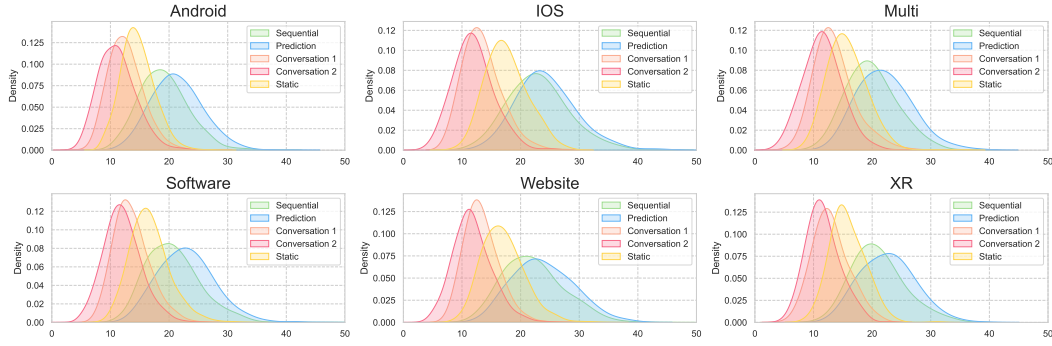 Android
Density
0.125
0.100
0.075
0.050
0.025
0.000
0 10 20 30 40 50
Sequential
Prediction
Conversation 1
Conversation 2
Static
IOS
0.12
0.10
0.08
0.06
0.04
0.02
0.00
0 10 20 30 40 50
Sequential
Prediction
Conversation 1
Conversation 2
Static
Multi
Density
0.12
0.10
0.08
0.06
0.04
0.02
0.00
0 10 20 30 40 50
Sequential
Prediction
Conversation 1
Conversation 2
Static
Software
Density
0.12
0.10
0.08
0.06
0.04
0.02
0.00
0 10 20 30 40 50
Sequential
Prediction
Conversation 1
Conversation 2
Static
Website
Density
0.125
0.100
0.075
0.050
0.025
0.000
0 10 20 30 40 50
Sequential
Prediction
Conversation 1
Conversation 2
Static
XR
Density
0.125
0.100
0.075
0.050
0.025
0.000
0 10 20 30 40 50
Sequential
Prediction
Conversation 1
Conversation 2
Static